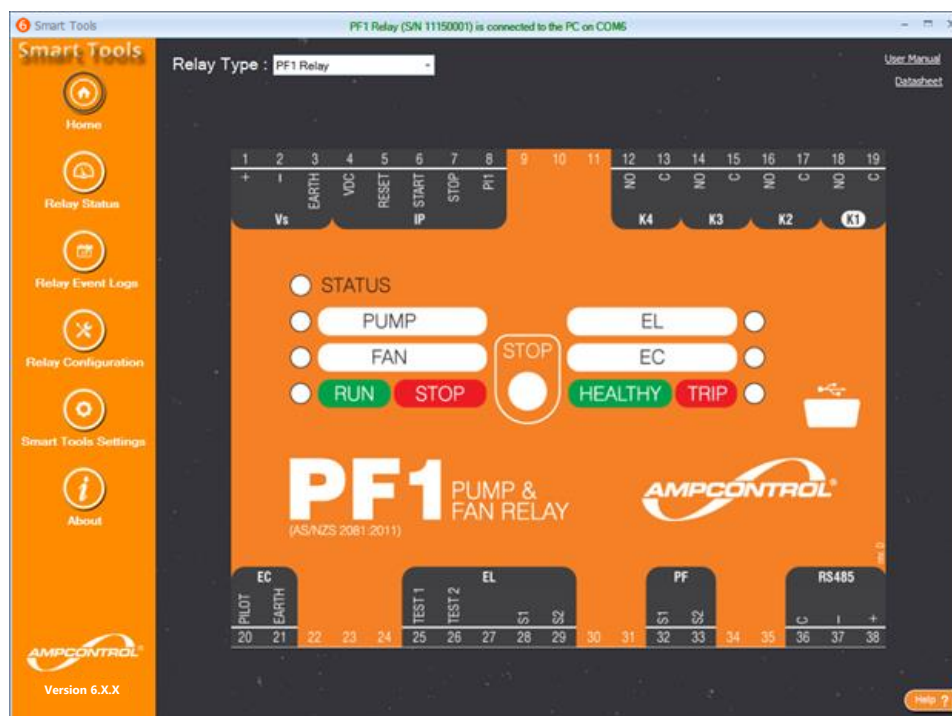 Smart Tools
PF1 Relay (S/N 11150001) is connected to the PC on COM6
Smart Tools
Home
Relay Status
Relay Event Logs
Relay Configuration
Smart Tools Settings
About
AMPCONTROL®
Version 6.X.X
Relay Type : PF1 Relay
User Manual
Datasheet
1 2 3 4 5 6 7 8 9 10 11 12 13 14 15 16 17 18 19
+ - EARTH VDC RESET START STOP PI1 NO C NO C NO C NO C
Vs IP K4 K3 K2 K1
STATUS
PUMP EL
FAN STOP EC
RUN STOP HEALTHY TRIP
PF1 PUMP &
FAN RELAY
AMPCONTROL®
(AS/NZS 2081:2011)
rev. D
EC EL PF RS485
PILOT EARTH TEST 1 TEST 2 S1 S2 S1 S2 C - +
20 21 22 23 24 25 26 27 28 29 30 31 32 33 34 35 36 37 38
Help ?